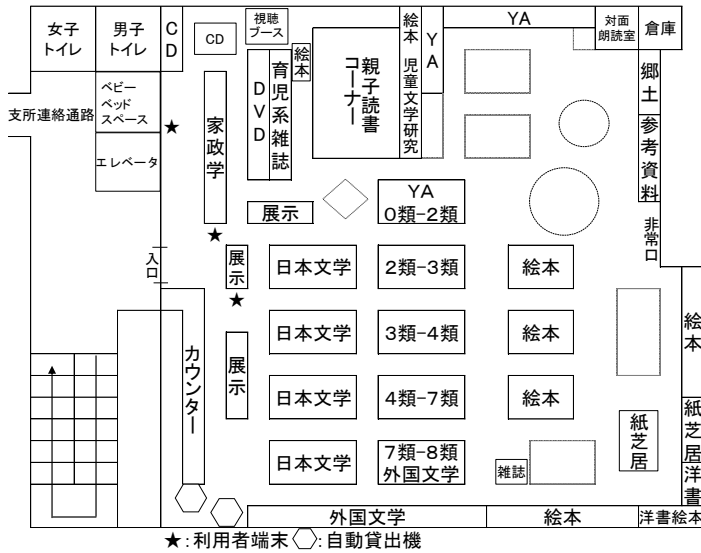 女子
トイレ
男子
トイレ
CD
CD
視聴
ブース
絵本
絵本 児童文学研究
YA
YA
対面
朗読室
倉庫
ベビー
ベッド
スペース
支所連絡通路
エレベータ
★
家政学
DVD
育児系雑誌
親子読書
コーナー
郷土
参考資料
非常口
展示
YA
0類-2類
★
入口
展示
日本文学
2類-3類
絵本
★
カウンター
展示
日本文学
3類-4類
絵本
絵本
日本文学
4類-7類
絵本
紙芝居
紙芝居
日本文学
7類-8類
外国文学
雑誌
洋書
外国文学
絵本
洋書絵本
★:利用者端末 :自動貸出機